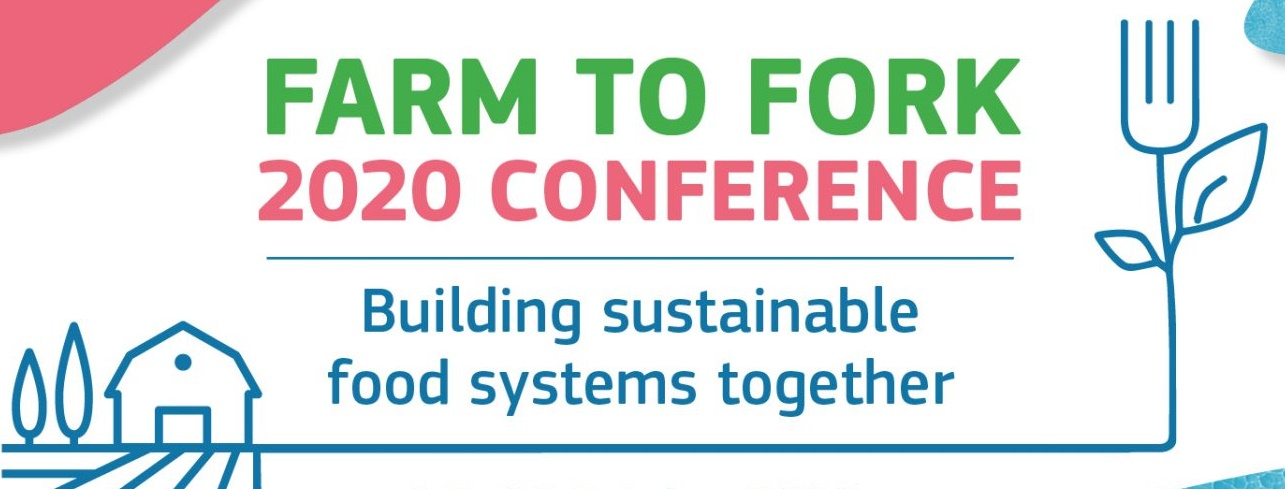 FARM TO FORK
2020 CONFERENCE
Building sustainable
food systems together